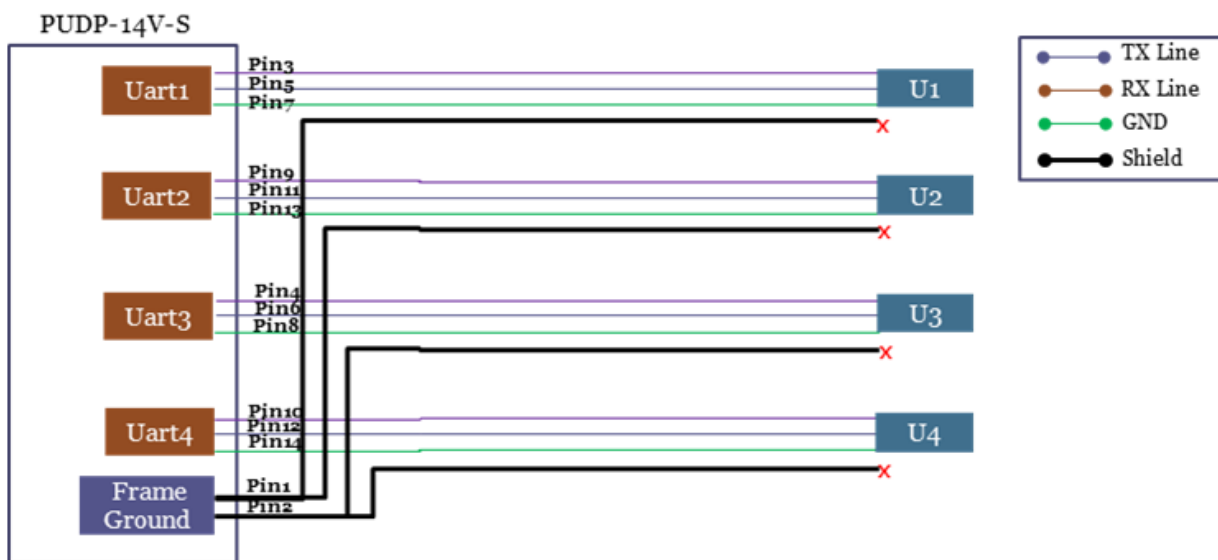 PUDP-14V-S
Uart1
Pin3
Pin5
Pin7
U1
x
Uart2
Pin9
Pin11
Pin13
U2
x
Uart3
Pin4
Pin6
Pin8
U3
x
Uart4
Pin10
Pin12
Pin14
U4
x
Frame
Ground
Pin1
Pin2
TX Line
RX Line
GND
Shield